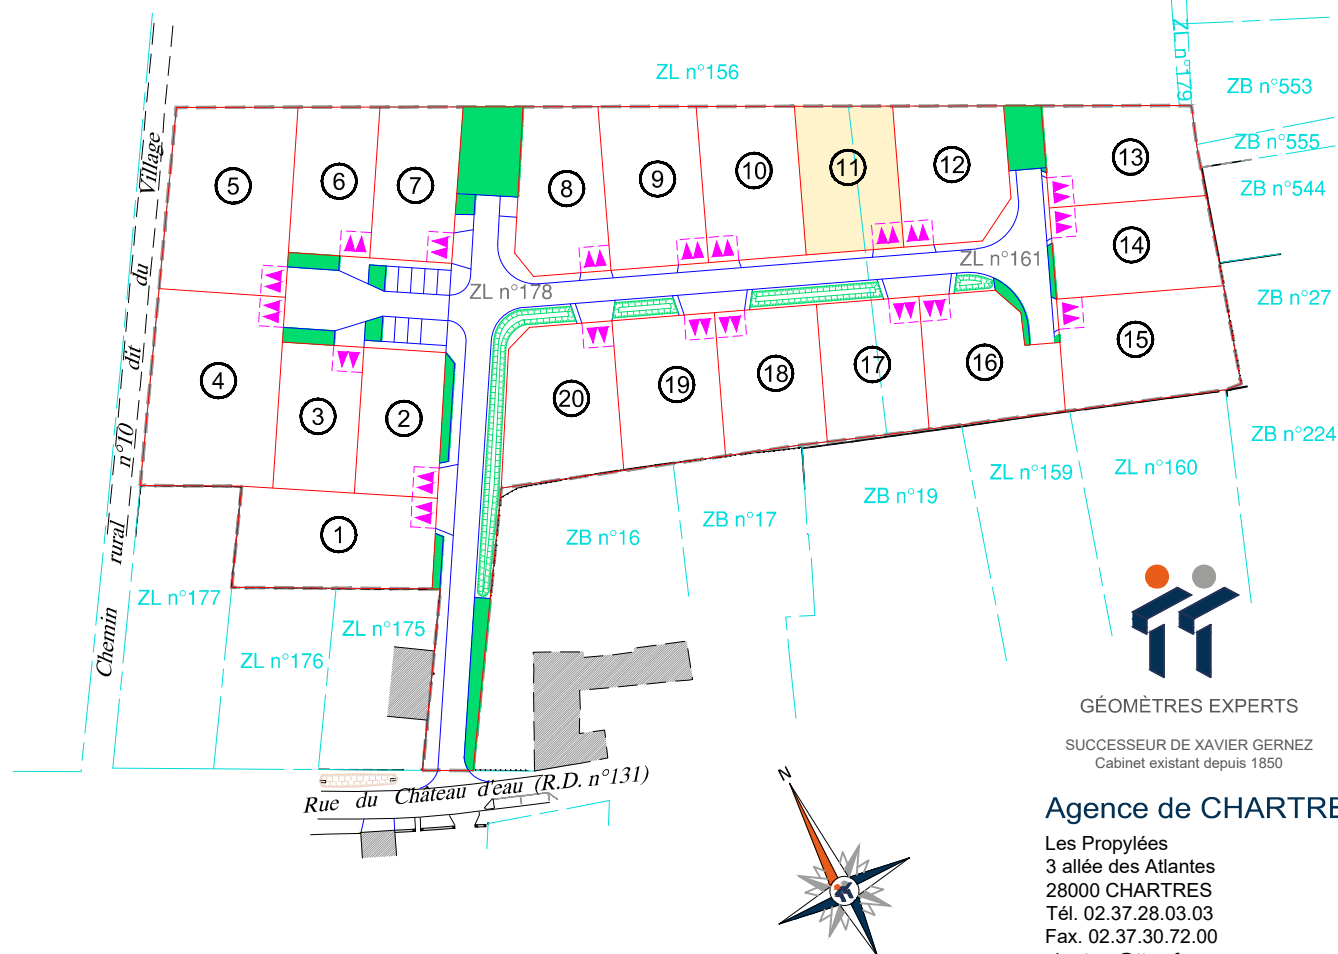 ZL n°156
ZL n°179
ZB n°553
ZB n°555
ZB n°544
ZB n°27
ZB n°224
Chemin rural n°10 dit du Village
5
6
7
8
9
10
11
12
13
14
15
ZL n°178
ZL n°161
4
3
2
1
20
19
18
17
16
ZL n°177
ZL n°176
ZL n°175
ZB n°16
ZB n°17
ZB n°19
ZL n°159
ZL n°160
Rue du Château d'eau (R.D. n°131)
N
GÉOMÈTRES EXPERTS
SUCCESSEUR DE XAVIER GERNEZ
Cabinet existant depuis 1850
Agence de CHARTRE
Les Propylées
3 allée des Atlantes
28000 CHARTRES
Tél. 02.37.28.03.03
Fax. 02.37.30.72.00